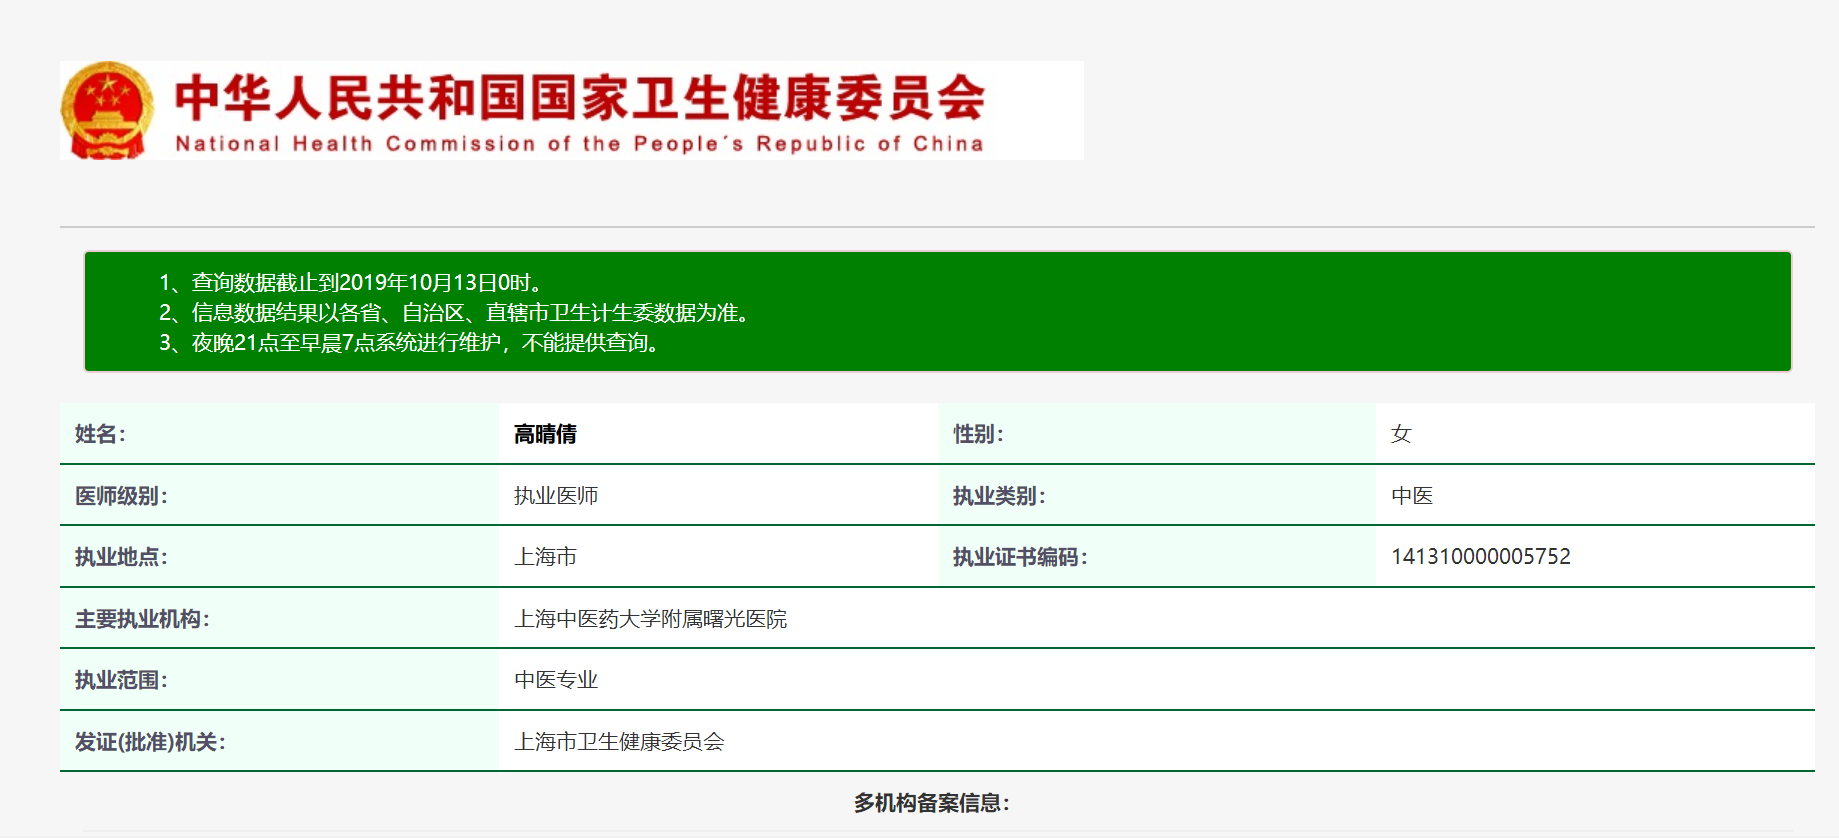 中华人民共和国国家卫生健康委员会
National Health Commission of the People´s Republic of China
1、查询数据截止到2019年10月13日0时。
2、信息数据结果以各省、自治区、直辖市卫生计生委数据为准。
3、夜晚21点至早晨7点系统进行维护，不能提供查询。
姓名： 高晴倩 性别： 女
医师级别： 执业医师 执业类别： 中医
执业地点： 上海市 执业证书编码： 141310000005752
主要执业机构： 上海中医药大学附属曙光医院
执业范围： 中医专业
发证(批准)机关： 上海市卫生健康委员会
多机构备案信息：